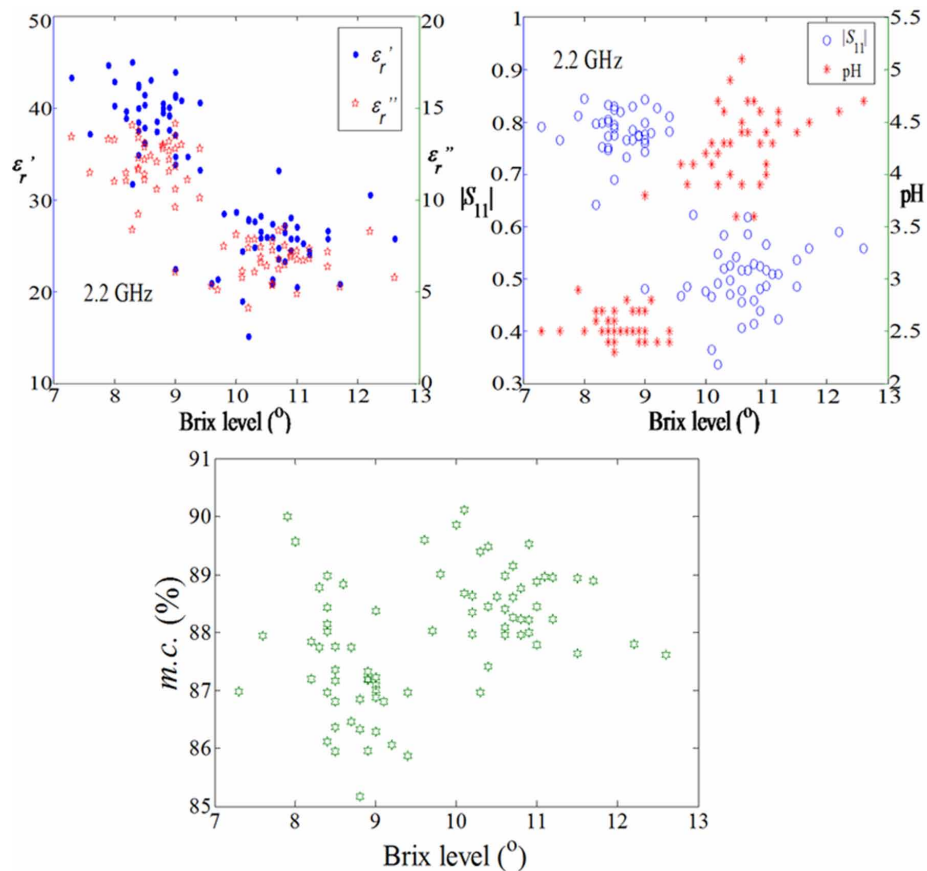 50
40
30
20
10
εr'
20
15
10
5
0
εr''
εr'
εr''
2.2 GHz
7 8 9 10 11 12 13
Brix level (°)
1
0.9
0.8
0.7
0.6
0.5
0.4
0.3
|S11|
5.5
5
4.5
4
3.5
3
2.5
2
pH
2.2 GHz
|S11|
pH
7 8 9 10 11 12 13
Brix level (°)
91
90
89
88
87
86
85
m.c. (%)
7 8 9 10 11 12 13
Brix level (°)